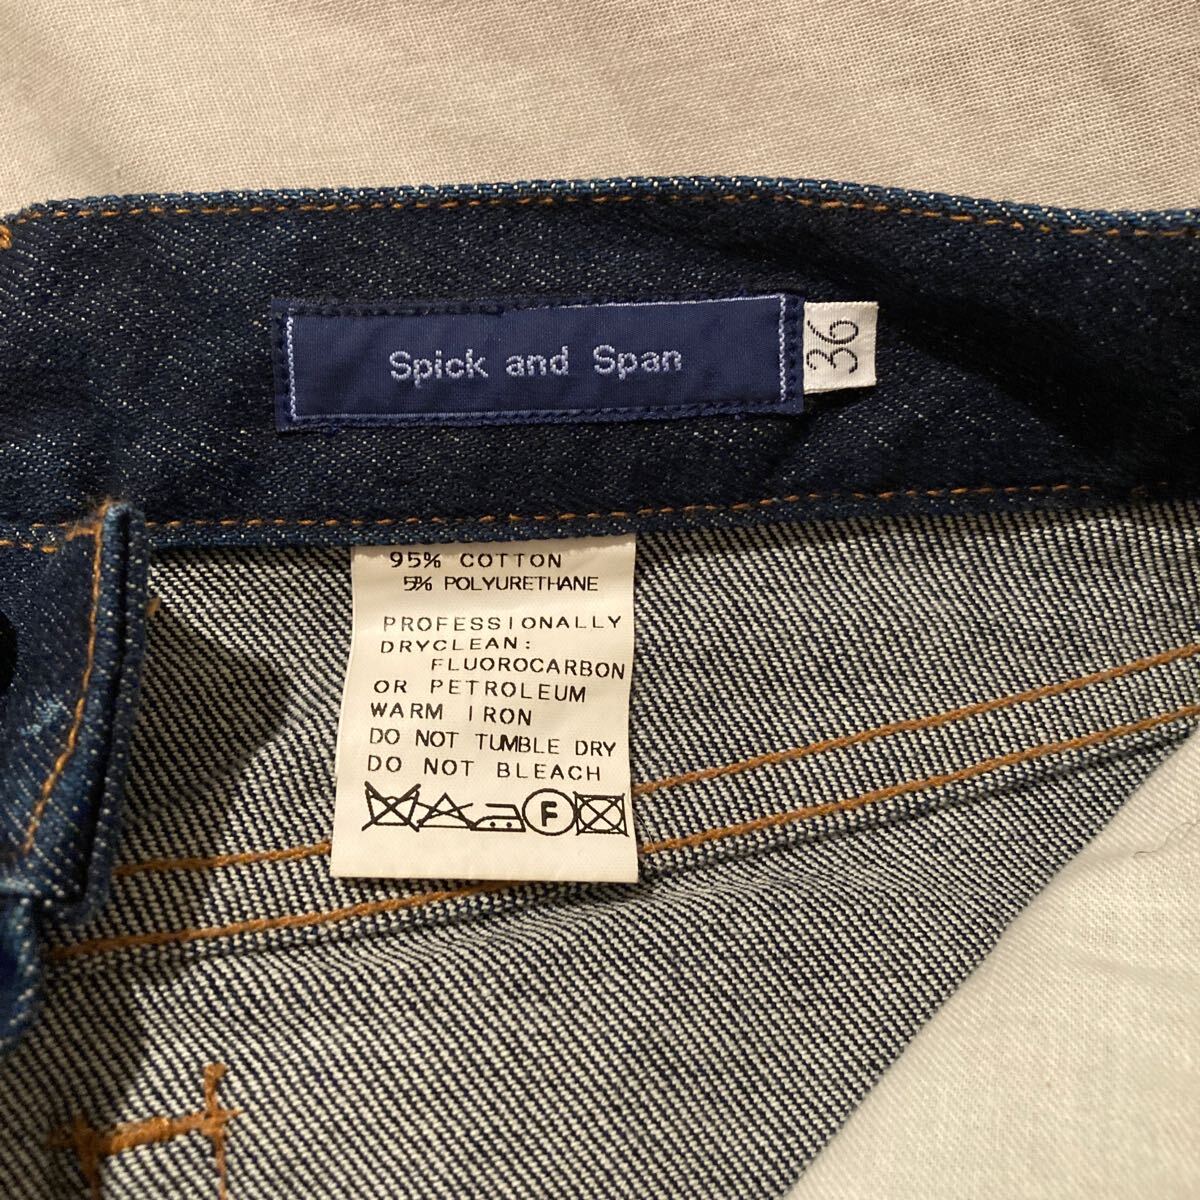 Spick and Span
36
95% COTTON
5% POLYURETHANE
PROFESSIONALLY
DRYCLEAN:
FLUOROCARBON
OR PETROLEUM
WARM IRON
DO NOT TUMBLE DRY
DO NOT BLEACH
F